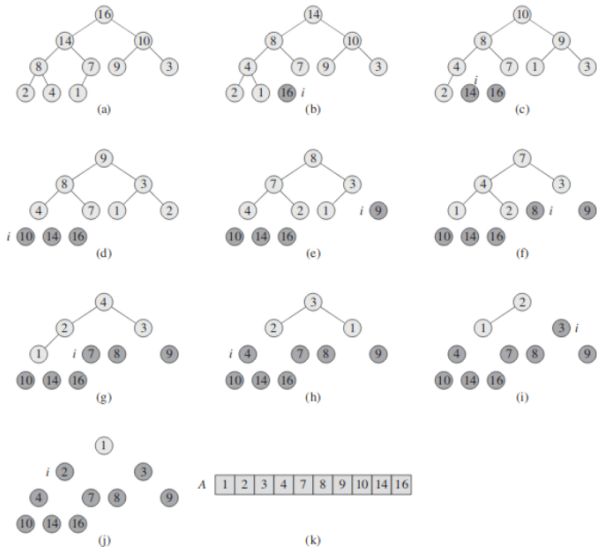 16 14 10
14 10 8 10 8 9
8 7 9 3 4 7 9 3 4 7 1 3
i
2 4 1 2 1 16 i 2 14 16
(a) (b) (c)
9 8 7
8 3 7 3 4 3
4 7 1 2 4 2 1 i 9 1 2 8 i 9
i 10 14 16 10 14 16 10 14 16
(d) (e) (f)
4 3 2
2 3 2 1 1 3 i
1 i 7 8 9 i 4 7 8 9 4 7 8 9
10 14 16 10 14 16 10 14 16
(g) (h) (i)
1
i 2 3
A 1 2 3 4 7 8 9 10 14 16
4 7 8 9
10 14 16
(j) (k)